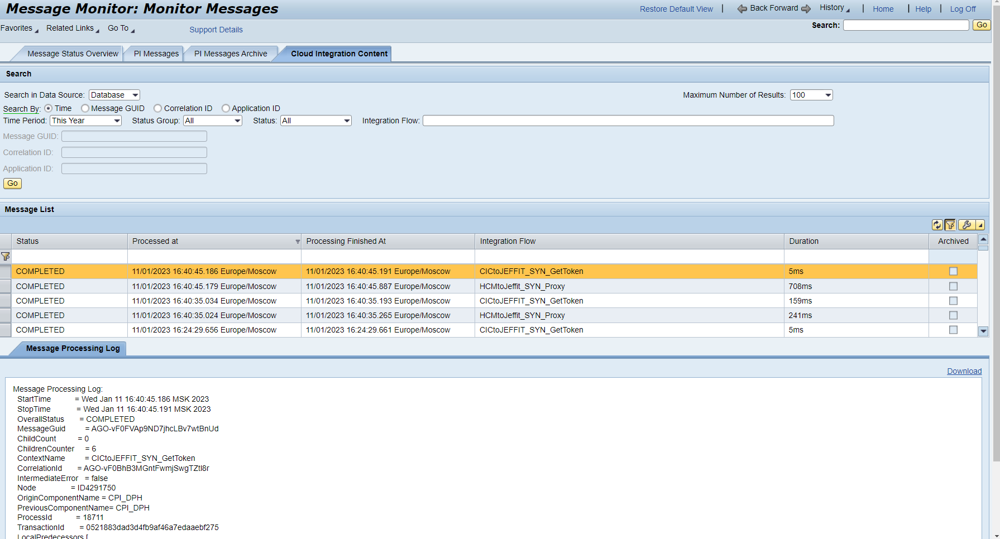 Message Monitor: Monitor Messages
Restore Default View | Back Forward History | Home | Help | Log Off
Favorites Related Links Go To Support Details Search: Go
Message Status Overview PI Messages PI Messages Archive Cloud Integration Content
Search
Search in Data Source: Database Maximum Number of Results: 100
Search By: Time Message GUID Correlation ID Application ID
Time Period: This Year Status Group: All Status: All Integration Flow:
Message GUID:
Correlation ID:
Application ID:
Go
Message List
Status Processed at Processing Finished At Integration Flow Duration Archived
COMPLETED 11/01/2023 16:40:45.186 Europe/Moscow 11/01/2023 16:40:45.191 Europe/Moscow CICtoJEFFIT_SYN_GetToken 5ms
COMPLETED 11/01/2023 16:40:45.179 Europe/Moscow 11/01/2023 16:40:45.887 Europe/Moscow HCMtoJeffit_SYN_Proxy 708ms
COMPLETED 11/01/2023 16:40:35.034 Europe/Moscow 11/01/2023 16:40:35.193 Europe/Moscow CICtoJEFFIT_SYN_GetToken 159ms
COMPLETED 11/01/2023 16:40:35.024 Europe/Moscow 11/01/2023 16:40:35.265 Europe/Moscow HCMtoJeffit_SYN_Proxy 241ms
COMPLETED 11/01/2023 16:24:29.656 Europe/Moscow 11/01/2023 16:24:29.661 Europe/Moscow CICtoJEFFIT_SYN_GetToken 5ms
Message Processing Log
Download
Message Processing Log:
StartTime = Wed Jan 11 16:40:45.186 MSK 2023
StopTime = Wed Jan 11 16:40:45.191 MSK 2023
OverallStatus = COMPLETED
MessageGuid = AGO-vF0FVAp9ND7jhcLBv7wtBnUd
ChildCount = 0
ChildrenCounter = 6
ContextName = CICtoJEFFIT_SYN_GetToken
CorrelationId = AGO-vF0BhB3MGntFwmjSwgTZtI8r
IntermediateError = false
Node = ID4291750
OriginComponentName = CPI_DPH
PreviousComponentName= CPI_DPH
ProcessId = 18711
TransactionId = 0521883dad3d4fb9af46a7edaaebf275
LocalPredecessors [